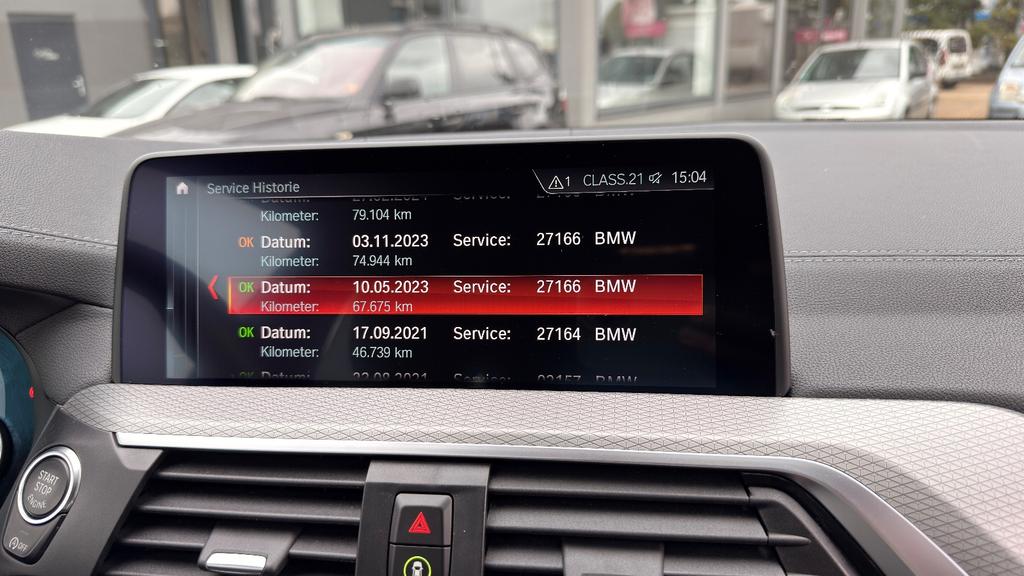 Service Historie
1 CLASS.21 15:04
Kilometer: 79.104 km
OK Datum: 03.11.2023 Service: 27166 BMW
Kilometer: 74.944 km
OK Datum: 10.05.2023 Service: 27166 BMW
Kilometer: 67.675 km
OK Datum: 17.09.2021 Service: 27164 BMW
Kilometer: 46.739 km
START
STOP
ENGINE
OFF